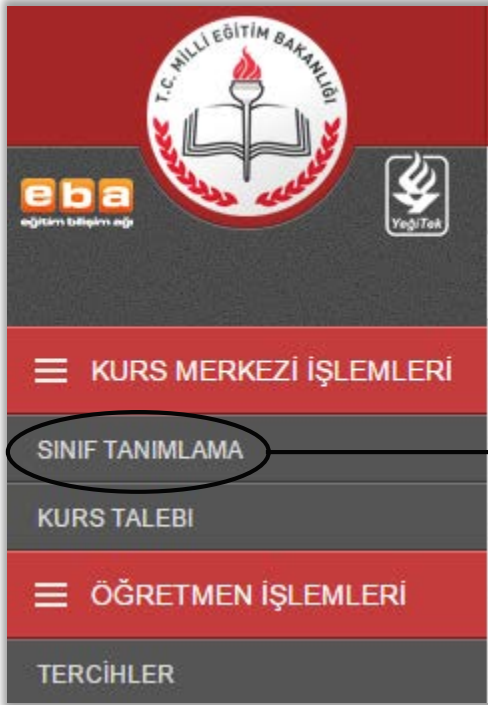 T.C. MİLLİ EĞİTİM BAKANLIĞI
eba
eğitim bilişim ağı
YeğiTek
KURS MERKEZİ İŞLEMLERİ
SINIF TANIMLAMA
KURS TALEBI
ÖĞRETMEN İŞLEMLERİ
TERCİHLER